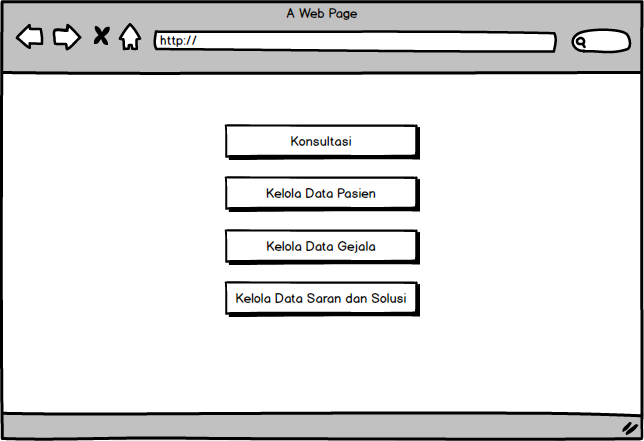 A Web Page
http://
Konsultasi
Kelola Data Pasien
Kelola Data Gejala
Kelola Data Saran dan Solusi